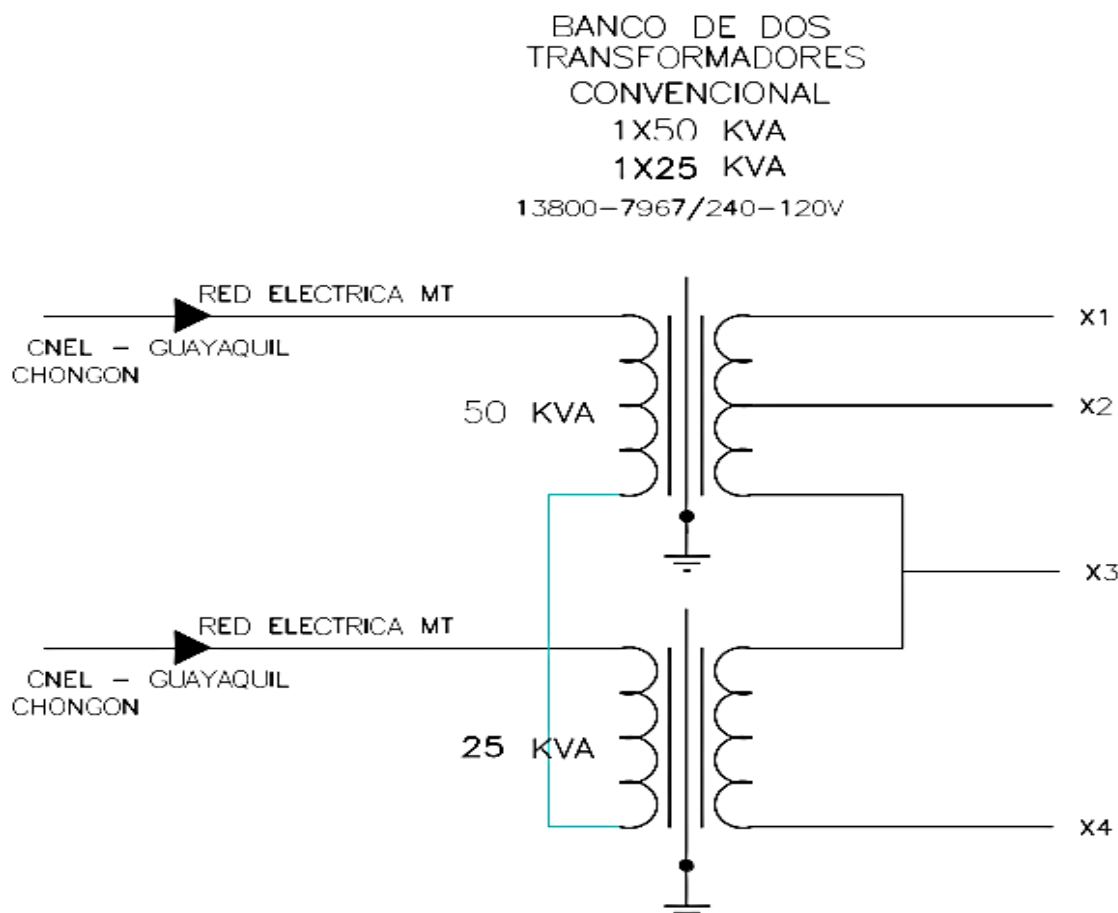 BANCO DE DOS
TRANSFORMADORES
CONVENCIONAL
1X50 KVA
1X25 KVA
13800-7967/240-120V
RED ELECTRICA MT
CNEL - GUAYAQUIL
CHONGON
50 KVA
X1
X2
X3
RED ELECTRICA MT
CNEL - GUAYAQUIL
CHONGON
25 KVA
X4